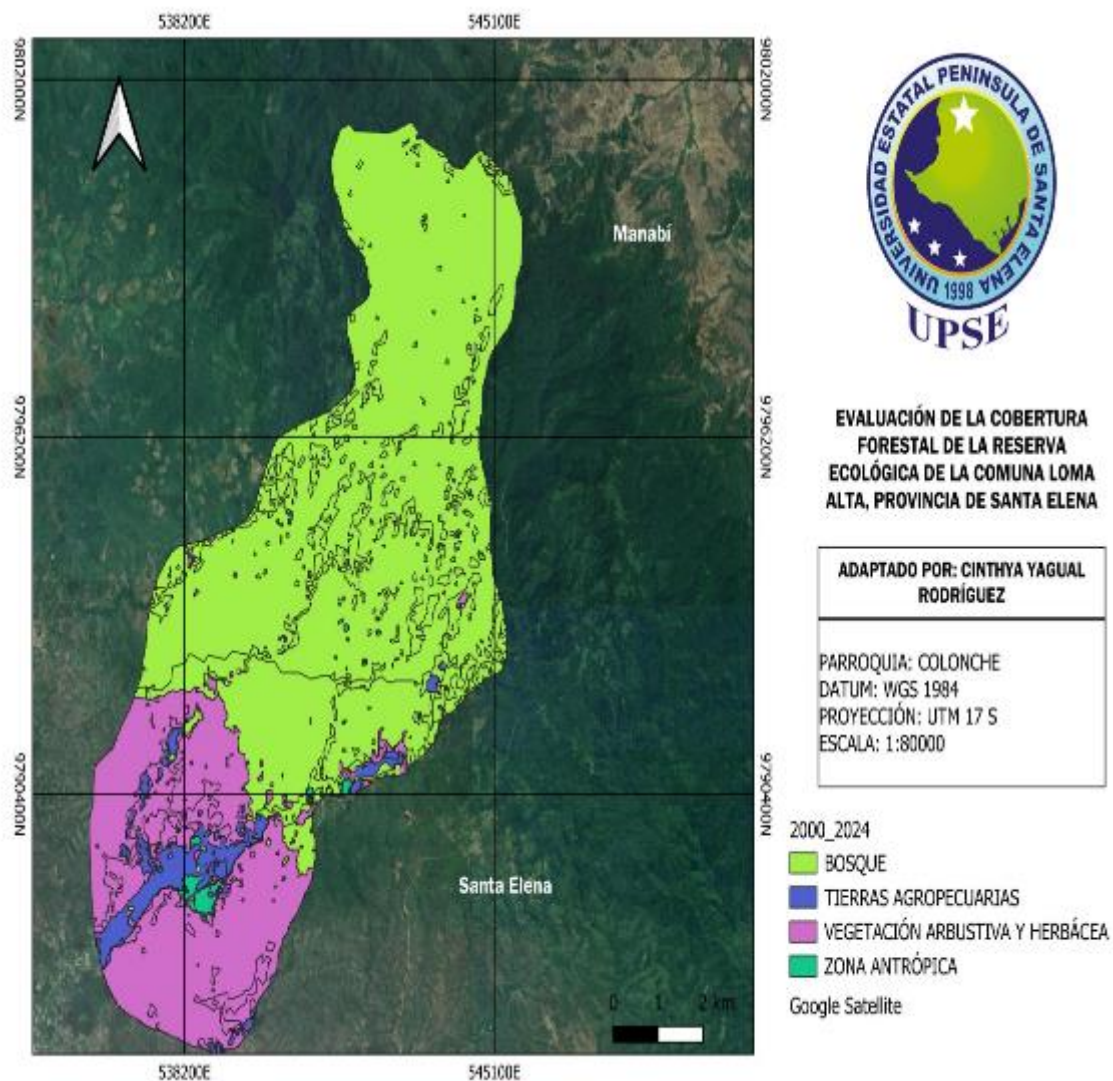 538200E
545100E
9802000N
9802000N
Manabí
UNIVERSIDAD ESTATAL PENINSULA DE SANTA ELENA
1998
UPSE
9796200N
9796200N
EVALUACIÓN DE LA COBERTURA
FORESTAL DE LA RESERVA
ECOLÓGICA DE LA COMUNA LOMA
ALTA, PROVINCIA DE SANTA ELENA
ADAPTADO POR: CINTHYA YAGUAL
RODRÍGUEZ
PARROQUIA: COLONCHE
DATUM: WGS 1984
PROYECCIÓN: UTM 17 S
ESCALA: 1:80000
9790400N
9790400N
Santa Elena
2000_2024
BOSQUE
TIERRAS AGROPECUARIAS
VEGETACIÓN ARBUSTIVA Y HERBÁCEA
ZONA ANTRÓPICA
Google Satellite
0 1 2 km
538200E
545100E